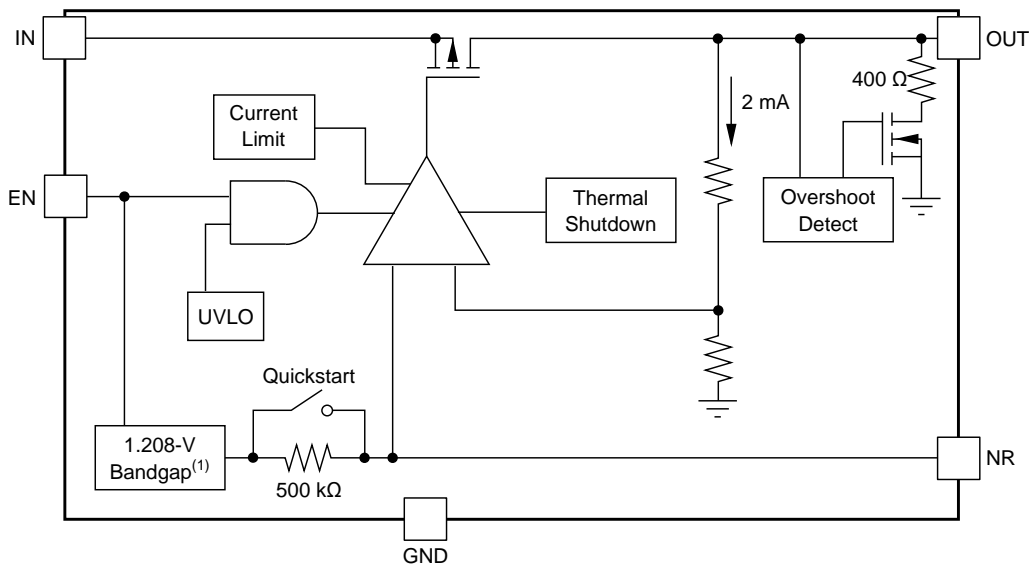 IN
OUT
400 Ω
2 mA
Current
Limit
EN
Thermal
Shutdown
Overshoot
Detect
UVLO
Quickstart
1.208-V
Bandgap(1)
500 kΩ
NR
GND